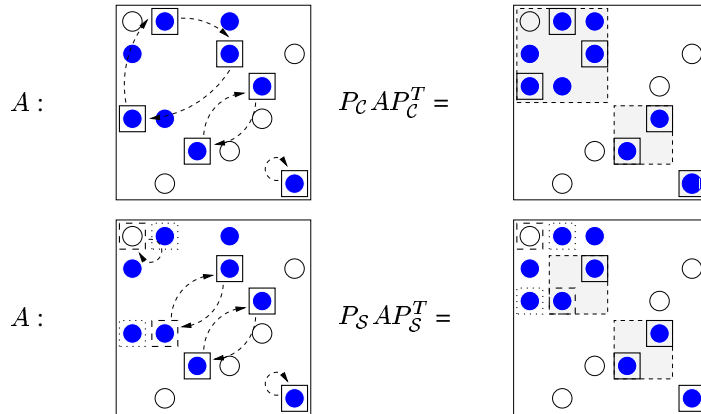 A :
P_C A P_C^T =
A :
P_S A P_S^T =